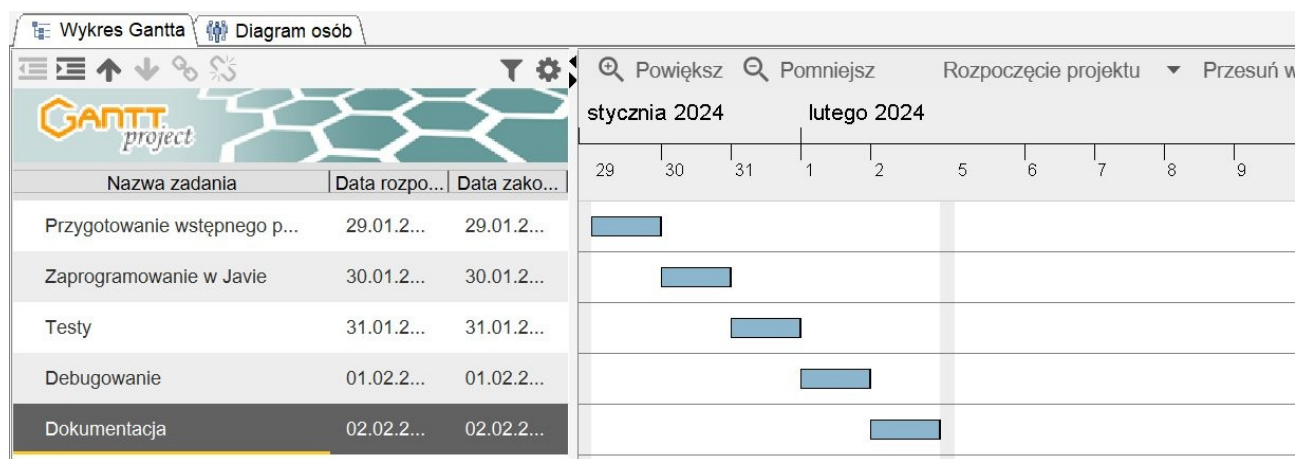 Wykres Gantta Diagram osób
Powiększ Pomniejsz Rozpoczęcie projektu Przesuń w
GANTT
project
stycznia 2024 lutego 2024
29 30 31 1 2 5 6 7 8 9
Nazwa zadania Data rozpo... Data zako...
Przygotowanie wstępnego p... 29.01.2... 29.01.2...
Zaprogramowanie w Javie 30.01.2... 30.01.2...
Testy 31.01.2... 31.01.2...
Debugowanie 01.02.2... 01.02.2...
Dokumentacja 02.02.2... 02.02.2...